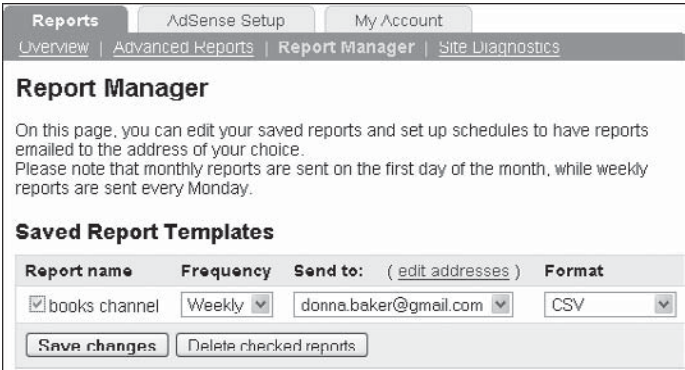 Reports AdSense Setup My Account
Overview | Advanced Reports | Report Manager | Site Diagnostics
Report Manager
On this page, you can edit your saved reports and set up schedules to have reports
emailed to the address of your choice.
Please note that monthly reports are sent on the first day of the month, while weekly
reports are sent every Monday.
Saved Report Templates
Report name Frequency Send to: ( edit addresses ) Format
books channel Weekly donna.baker@gmail.com CSV
Save changes Delete checked reports